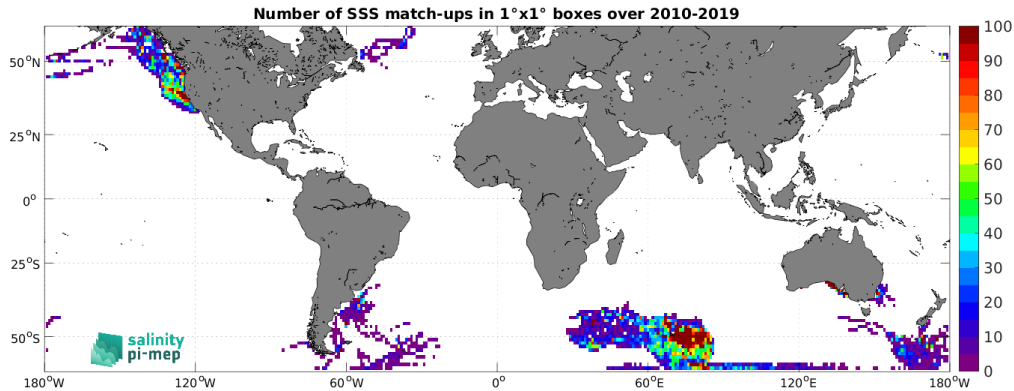 Number of SSS match-ups in 1°x1° boxes over 2010-2019
50°N
25°N
0°
25°S
50°S
180°W
120°W
60°W
0°
60°E
120°E
180°W
100
90
80
70
60
50
40
30
20
10
0
salinity
pi-mep